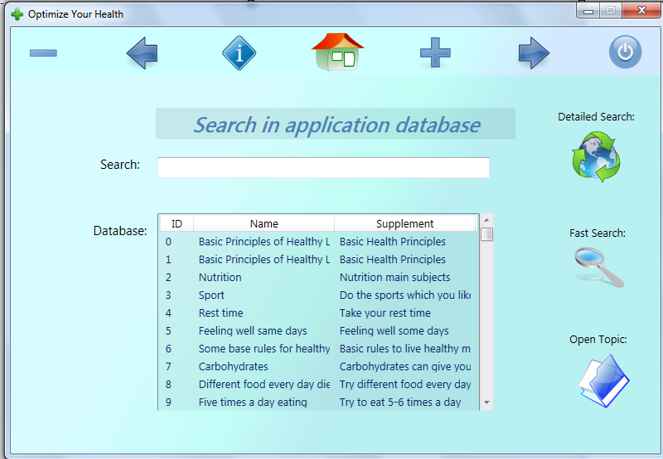 Optimize Your Health
Search in application database
Detailed Search:
Search:
Fast Search:
Database:
ID Name Supplement
0 Basic Principles of Healthy L Basic Health Principles
1 Basic Principles of Healthy L Basic Health Principles
2 Nutrition Nutrition main subjects
3 Sport Do the sports which you like
4 Rest time Take your rest time
5 Feeling well same days Feeling well some days
6 Some base rules for healthy Basic rules to live healthy m
7 Carbohydrates Carbohydrates can give you
8 Different food every day die Try different food every day
9 Five times a day eating Try to eat 5-6 times a day
Open Topic: